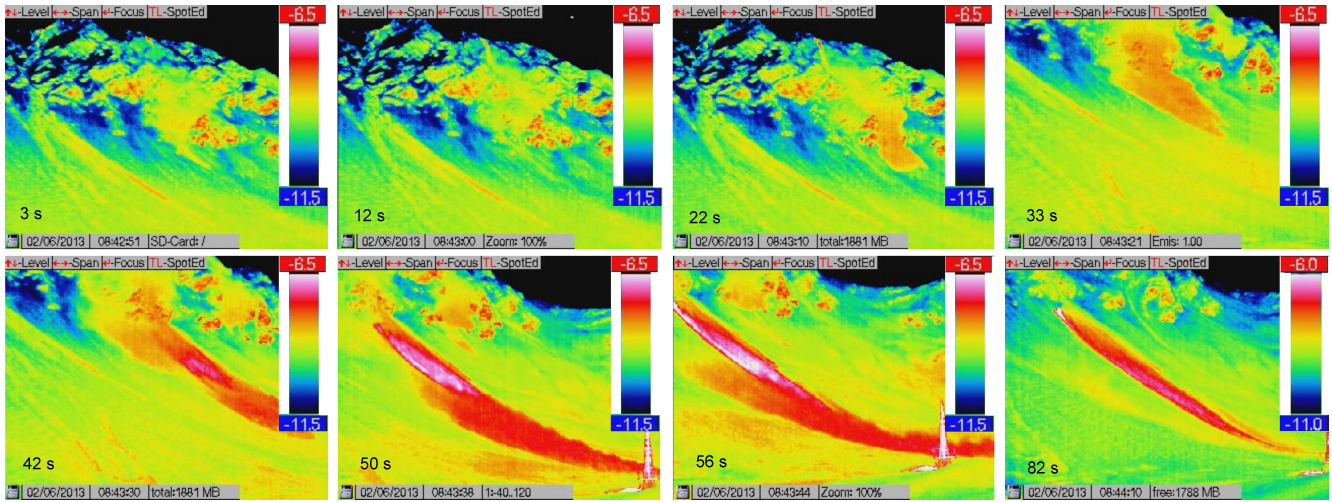 ↑↓-Level ←→-Span ↵-Focus TL-SpotEd -6.5
-11.5
3 s
02/06/2013 08:42:51 SD-Card: /
↑↓-Level ←→-Span ↵-Focus TL-SpotEd -6.5
-11.5
12 s
02/06/2013 08:43:00 Zoom: 100%
↑↓-Level ←→-Span ↵-Focus TL-SpotEd -6.5
-11.5
22 s
02/06/2013 08:43:10 total:1881 MB
↑↓-Level ←→-Span ↵-Focus TL-SpotEd -6.5
-11.5
33 s
02/06/2013 08:43:21 Emis: 1.00
↑↓-Level ←→-Span ↵-Focus TL-SpotEd -6.5
-11.5
42 s
02/06/2013 08:43:30 total:1881 MB
↑↓-Level ←→-Span ↵-Focus TL-SpotEd -6.5
-11.5
50 s
02/06/2013 08:43:38 1:-40..120
↑↓-Level ←→-Span ↵-Focus TL-SpotEd -6.5
-11.5
56 s
02/06/2013 08:43:44 Zoom: 100%
↑↓-Level ←→-Span ↵-Focus TL-SpotEd -6.0
-11.0
82 s
02/06/2013 08:44:10 free:1788 MB